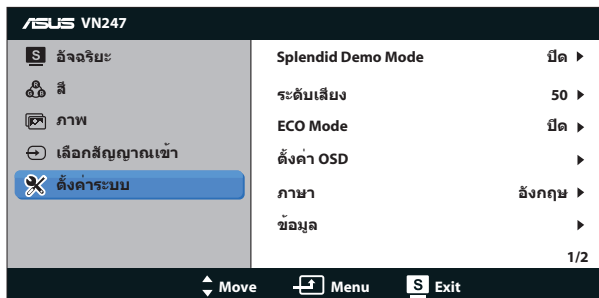 ASUS VN247
S อัจฉริยะ
สี
ภาพ
เลือกสัญญาณเข้า
ตั้งค่าระบบ
Splendid Demo Mode ปิด
ระดับเสียง 50
ECO Mode ปิด
ตั้งค่า OSD
ภาษา อังกฤษ
ข้อมูล
1/2
Move Menu S Exit